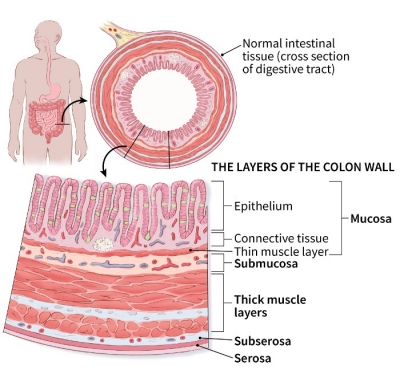 Normal intestinal
tissue (cross section
of digestive tract)
THE LAYERS OF THE COLON WALL
Epithelium
Mucosa
Connective tissue
Thin muscle layer
Submucosa
Thick muscle
layers
Subserosa
Serosa